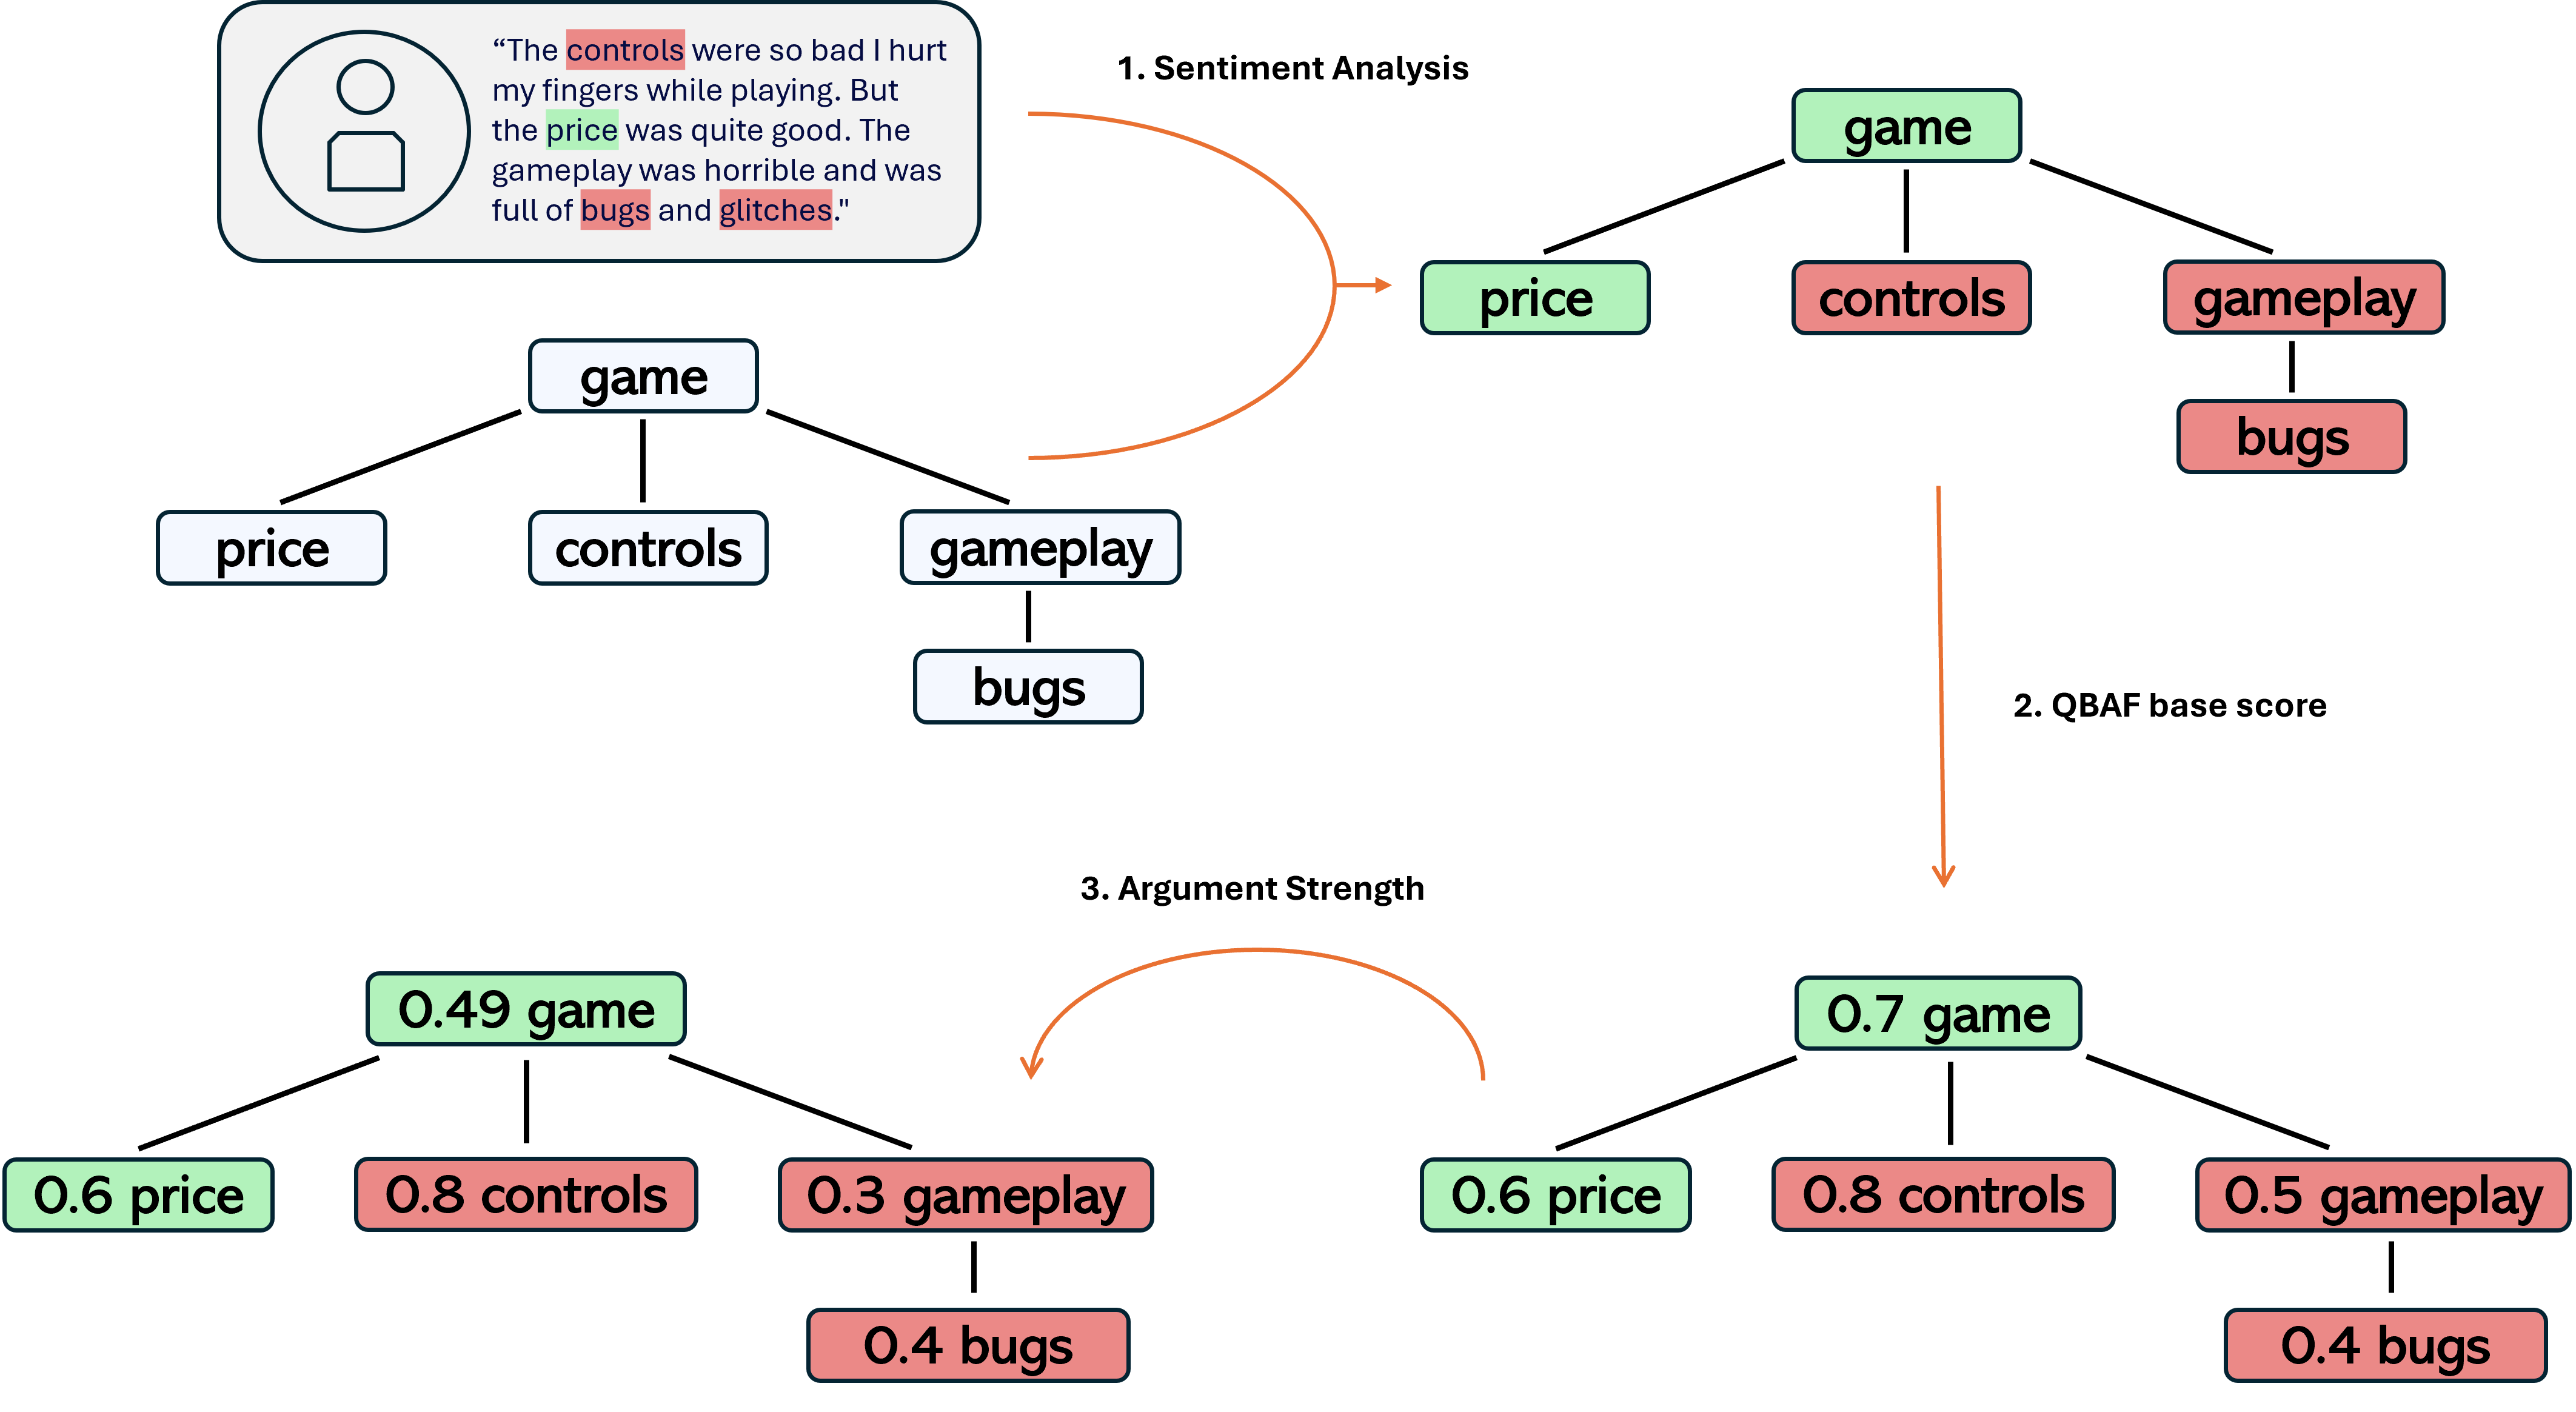 “The controls were so bad I hurt
my fingers while playing. But
the price was quite good. The
gameplay was horrible and was
full of bugs and glitches."
1. Sentiment Analysis
game
price
controls
gameplay
bugs
game
price
controls
gameplay
bugs
2. QBAF base score
3. Argument Strength
0.49 game
0.6 price
0.8 controls
0.3 gameplay
0.4 bugs
0.7 game
0.6 price
0.8 controls
0.5 gameplay
0.4 bugs